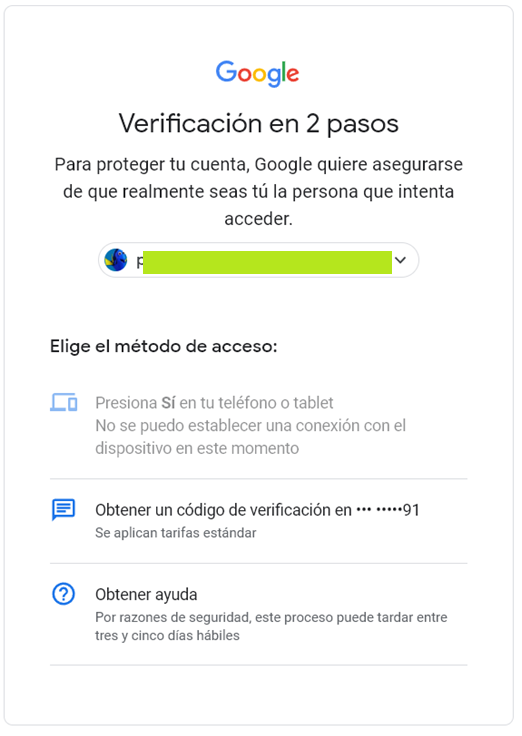 Google
Verificación en 2 pasos
Para proteger tu cuenta, Google quiere asegurarse
de que realmente seas tú la persona que intenta
acceder.
p
Elige el método de acceso:
Presiona Sí en tu teléfono o tablet
No se puedo establecer una conexión con el
dispositivo en este momento
Obtener un código de verificación en ••• •••••91
Se aplican tarifas estándar
Obtener ayuda
Por razones de seguridad, este proceso puede tardar entre
tres y cinco días hábiles